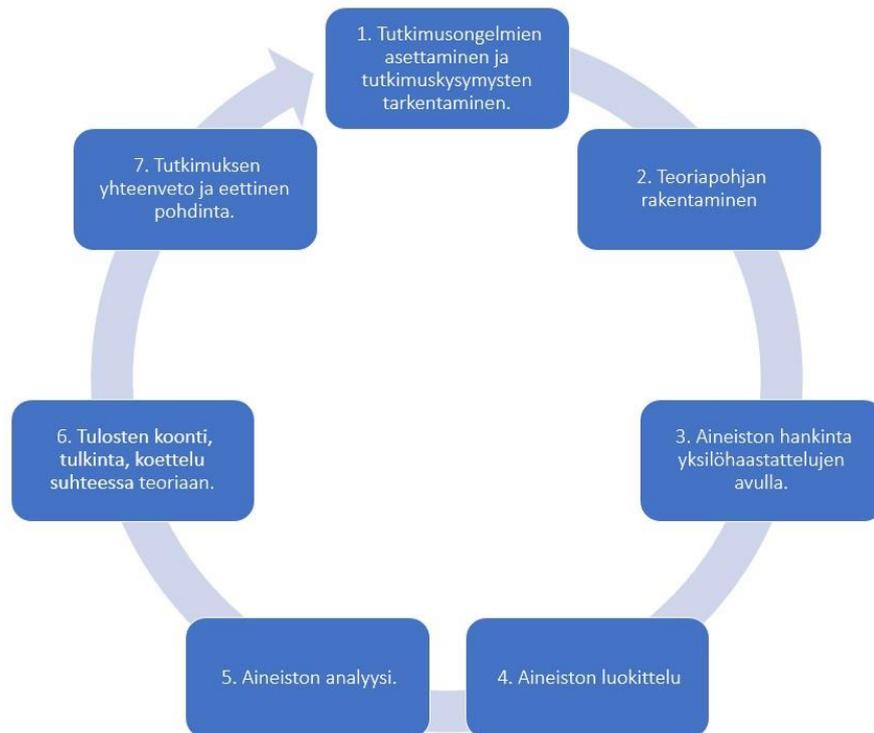 1. Tutkimusongelmien
asettaminen ja
tutkimuskysymysten
tarkentaminen.
2. Teoriapohjan
rakentaminen
3. Aineiston hankinta
yksilöhaastattelujen
avulla.
4. Aineiston luokittelu
5. Aineiston analyysi.
6. Tulosten koonti,
tulkinta, koettelu
suhteessa teoriaan.
7. Tutkimuksen
yhteenveto ja eettinen
pohdinta.